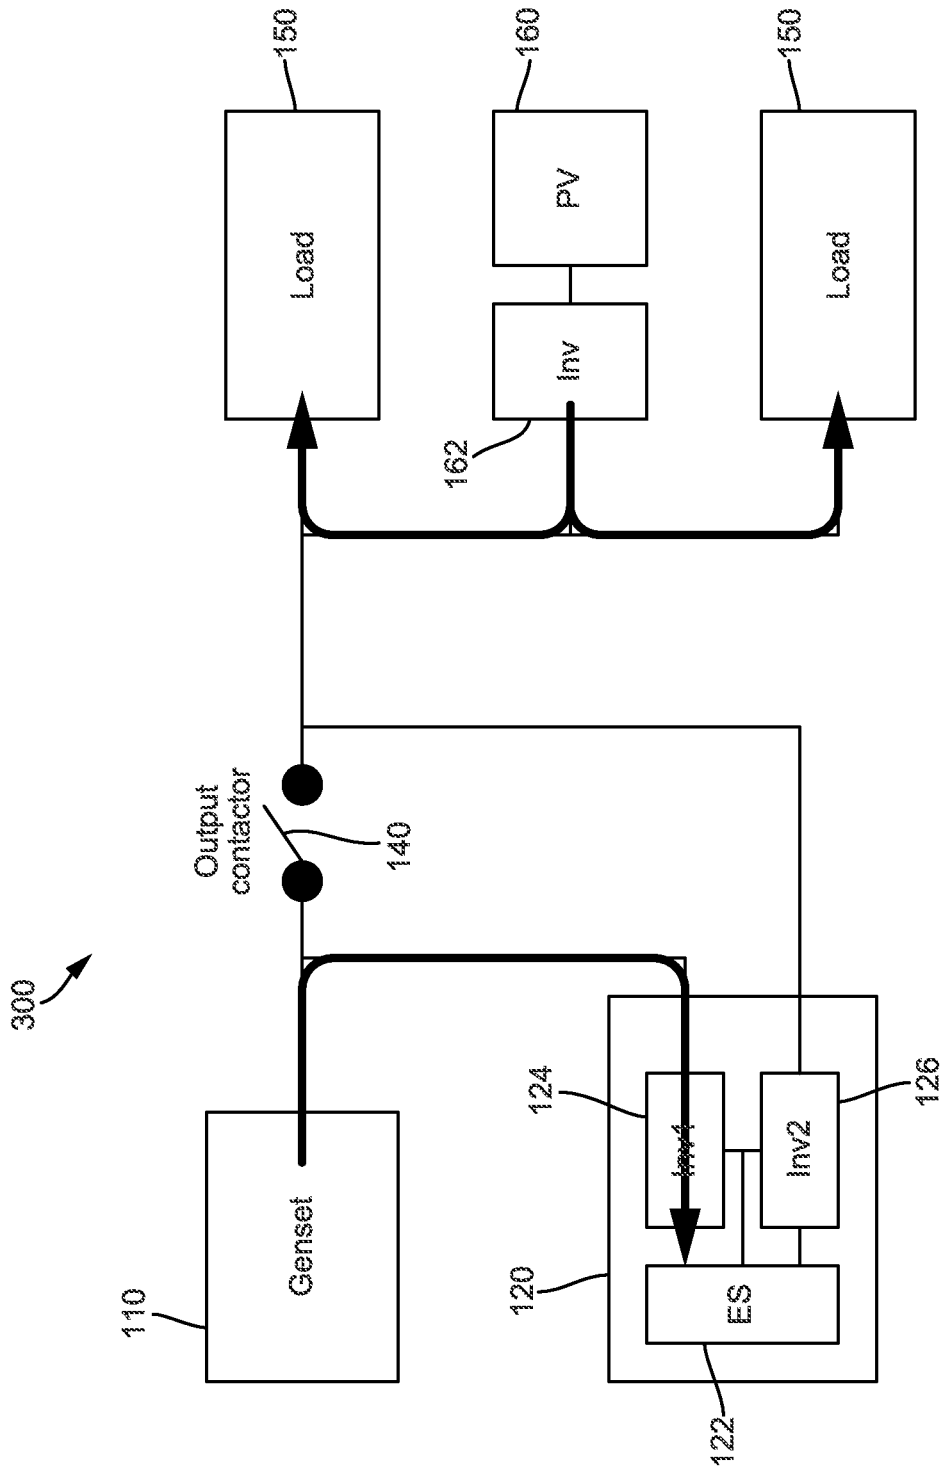 300
110
Genset
Output
contactor
140
150
Load
162
Inv
PV
160
Load
150
120
124
Inv1
126
Inv2
ES
122